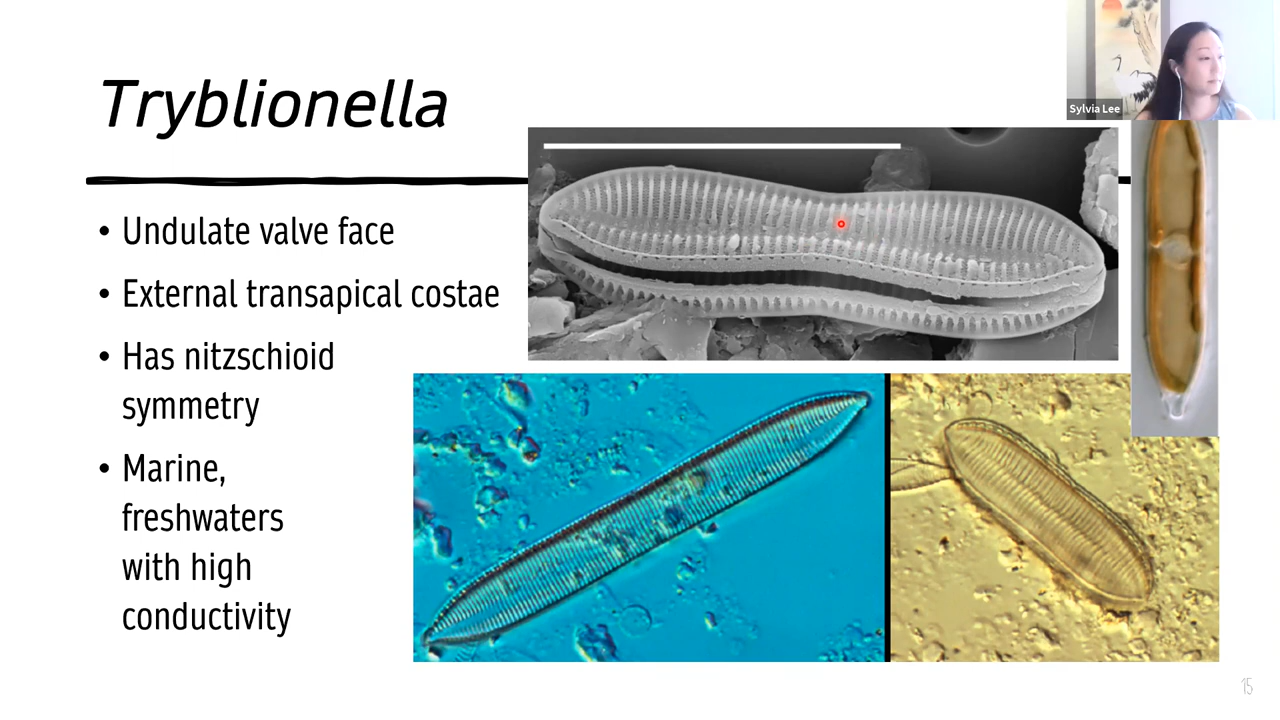 Sylvia Lee
Tryblionella
• Undulate valve face
• External transapical costae
• Has nitzschioid
symmetry
• Marine,
freshwaters
with high
conductivity
15